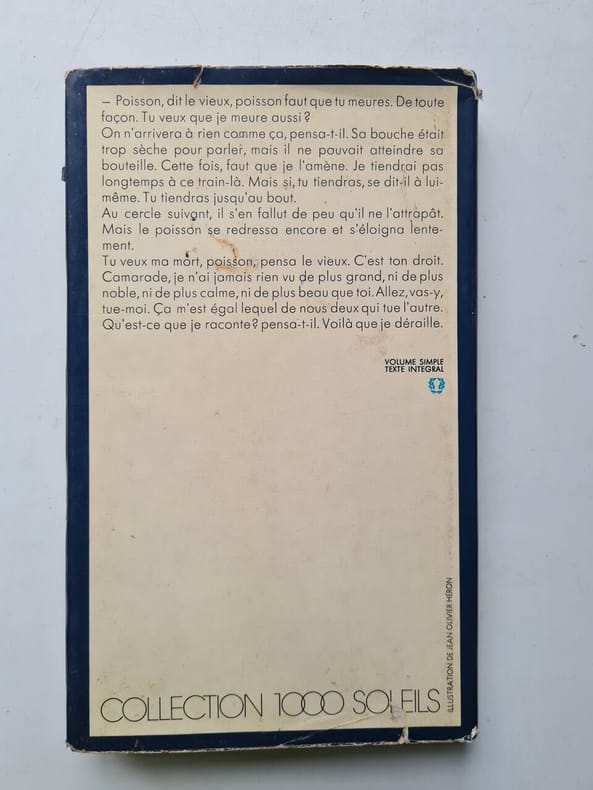 – Poisson, dit le vieux, poisson faut que tu meures. De toute
façon. Tu veux que je meure aussi ?
On n'arrivera à rien comme ça, pensa-t-il. Sa bouche était
trop sèche pour parler, mais il ne pouvait atteindre sa
bouteille. Cette fois, faut que je l'amène. Je tiendrai pas
longtemps à ce train-là. Mais si, tu tiendras, se dit-il à lui-
même. Tu tiendras jusqu'au bout.
Au cercle suivant, il s'en fallut de peu qu'il ne l'attrapât.
Mais le poisson se redressa encore et s'éloigna lente-
ment.
Tu veux ma mort, poisson, pensa le vieux. C'est ton droit.
Camarade, je n'ai jamais rien vu de plus grand, ni de plus
noble, ni de plus calme, ni de plus beau que toi. Allez, vas-y,
tue-moi. Ça m'est égal lequel de nous deux qui tue l'autre.
Qu'est-ce que je raconte ? pensa-t-il. Voilà que je déraille.
VOLUME SIMPLE
TEXTE INTEGRAL
ILLUSTRATION DE JEAN OLIVIER HÉRON
COLLECTION 1000 SOLEILS